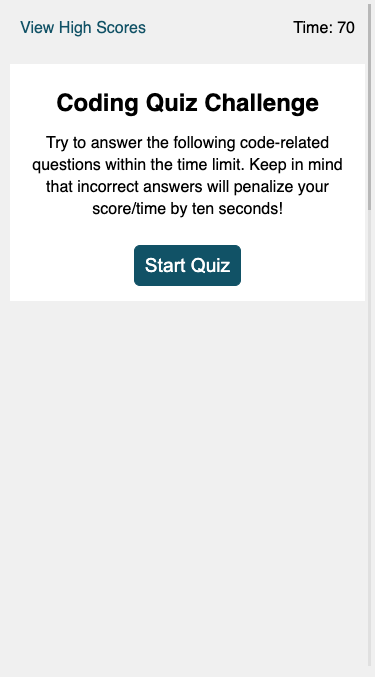 View High Scores
Time: 70
Coding Quiz Challenge
Try to answer the following code-related
questions within the time limit. Keep in mind
that incorrect answers will penalize your
score/time by ten seconds!
Start Quiz